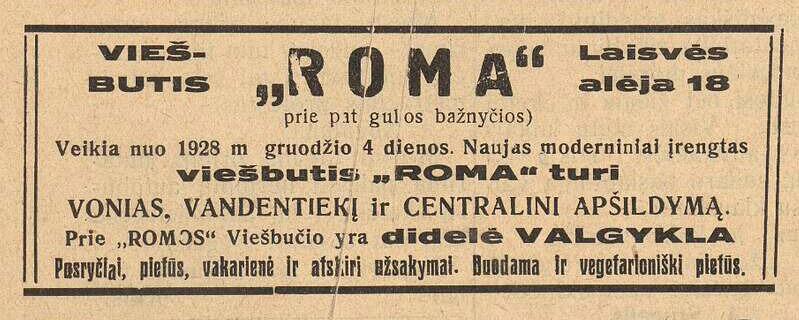 VIEŠ-
BUTIS
„ROMA“
Laisvės
alėja 18
prie pat gulos bažnyčios)
Veikia nuo 1928 m gruodžio 4 dienos. Naujas moderniniai įrengtas
viešbutis „ROMA“ turi
VONIAS, VANDENTIEKĮ ir CENTRALINI APŠILDYMĄ.
Prie „ROMOS“ Viešbučio yra didelė VALGYKLA
Pusryčiai, pietūs, vakarienė ir atskiri užsakymai. Duodama ir vegetarioniški pietūs.